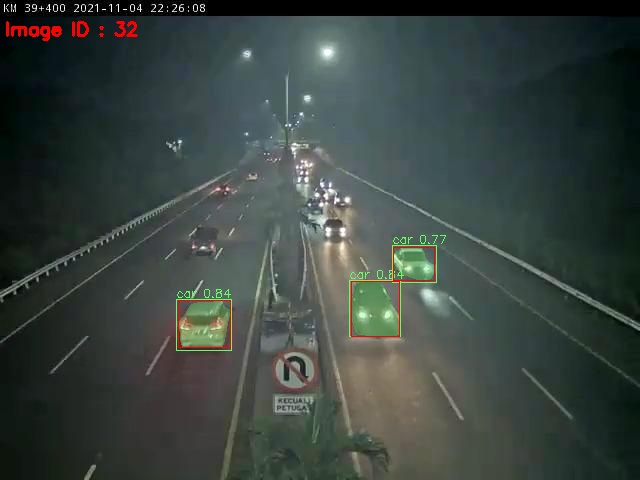 KM 39+400 2021-11-04 22:26:08
Image ID : 32
car 0.77
car 0.84
car 0.84
KECUALI
PETUGAS